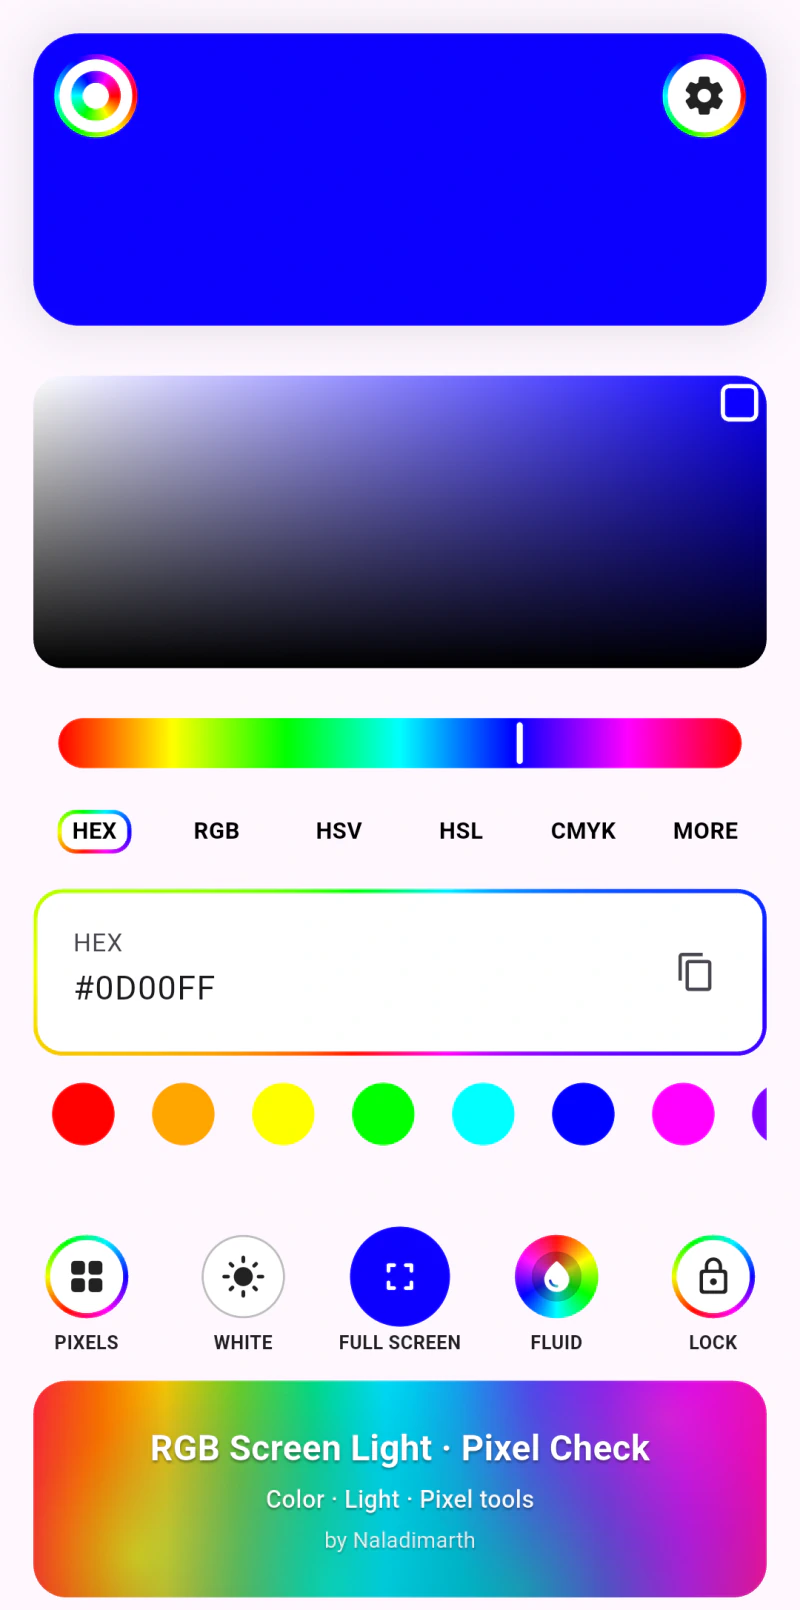 HEX RGB HSV HSL CMYK MORE
HEX
#0D00FF
PIXELS WHITE FULL SCREEN FLUID LOCK
RGB Screen Light · Pixel Check
Color · Light · Pixel tools
by Naladimarth